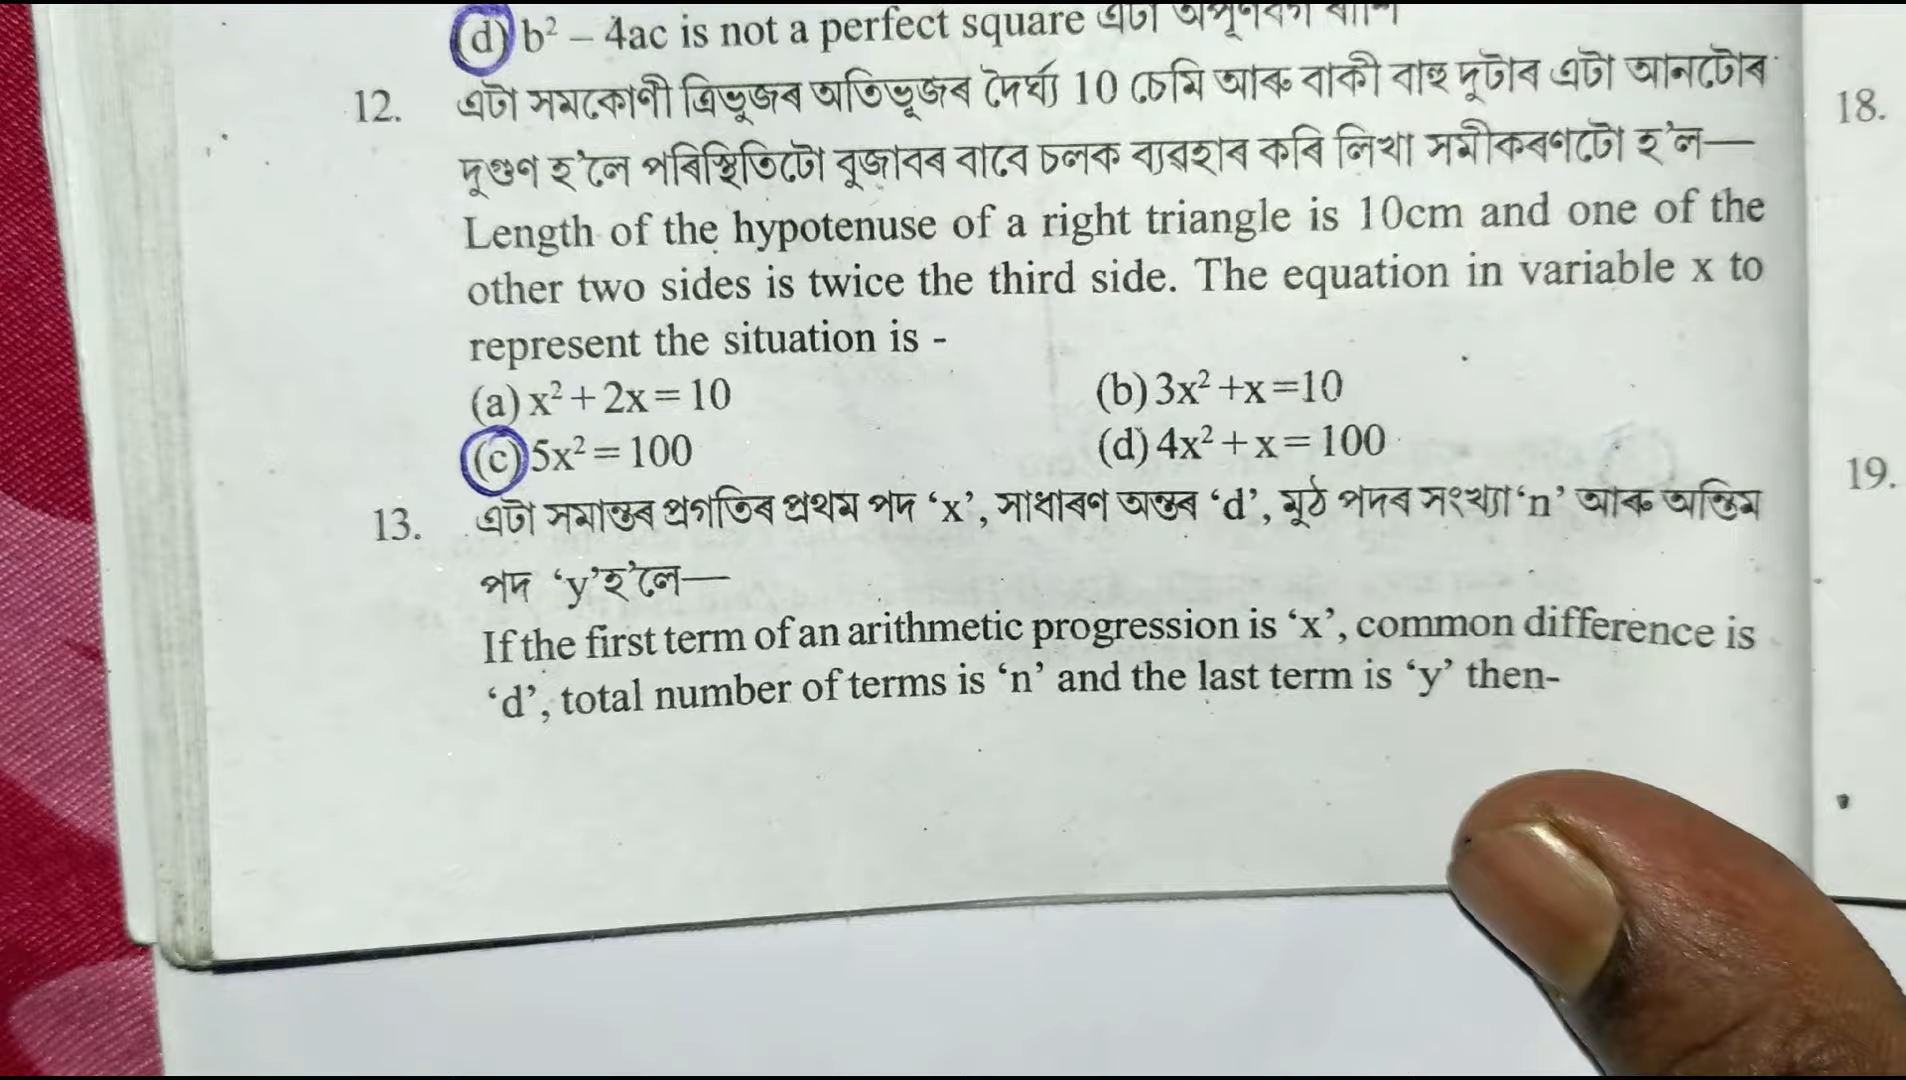 (d) b² – 4ac is not a perfect square এটা
12. এটা সমকোণী ত্ৰিভূজৰ অতিভূজৰ দৈৰ্ঘ্য 10 চেমি আৰু বাকী বাহু দূটাৰ এটা আনটোৰ
দুগুণ হ’লে পৰিস্থিতিটো বুজাবৰ বাবে চলক ব্যৱহাৰ কৰি লিখা সমীকৰণটো হ’ল—
Length of the hypotenuse of a right triangle is 10cm and one of the
other two sides is twice the third side. The equation in variable x to
represent the situation is -
(a) x² + 2x = 10 (b) 3x² +x =10
(c) 5x² = 100 (d) 4x² + x = 100
13. এটা সমান্তৰ প্ৰগতিৰ প্ৰথম পদ ‘x’, সাধাৰণ অন্তৰ ‘d’, মুঠ পদৰ সংখ্যা ‘n’ আৰু অন্তিম
পদ ‘y’হ’লে—
If the first term of an arithmetic progression is ‘x’, common difference is
‘d’, total number of terms is ‘n’ and the last term is ‘y’ then-
18.
19.